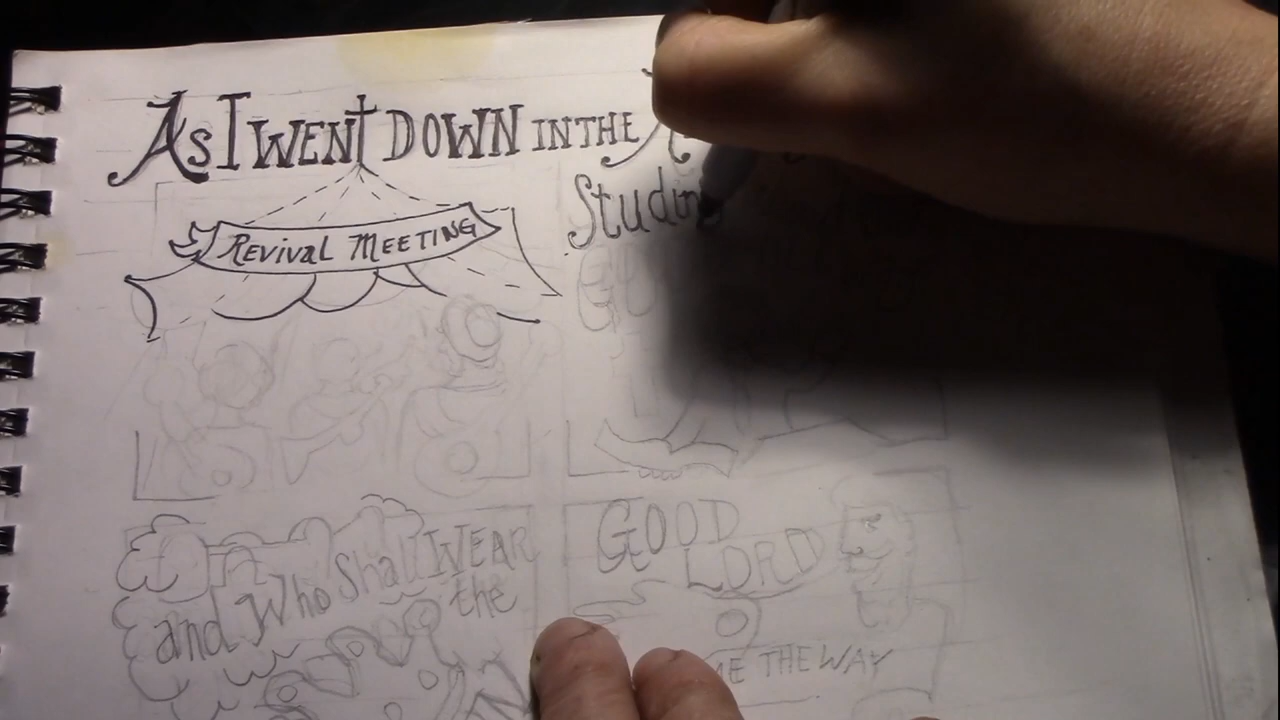 As I WENT DOWN IN THE
REVIVAL MEETING
Studin
and Who Shall WEAR
the
GOOD
LORD
ME THE WAY